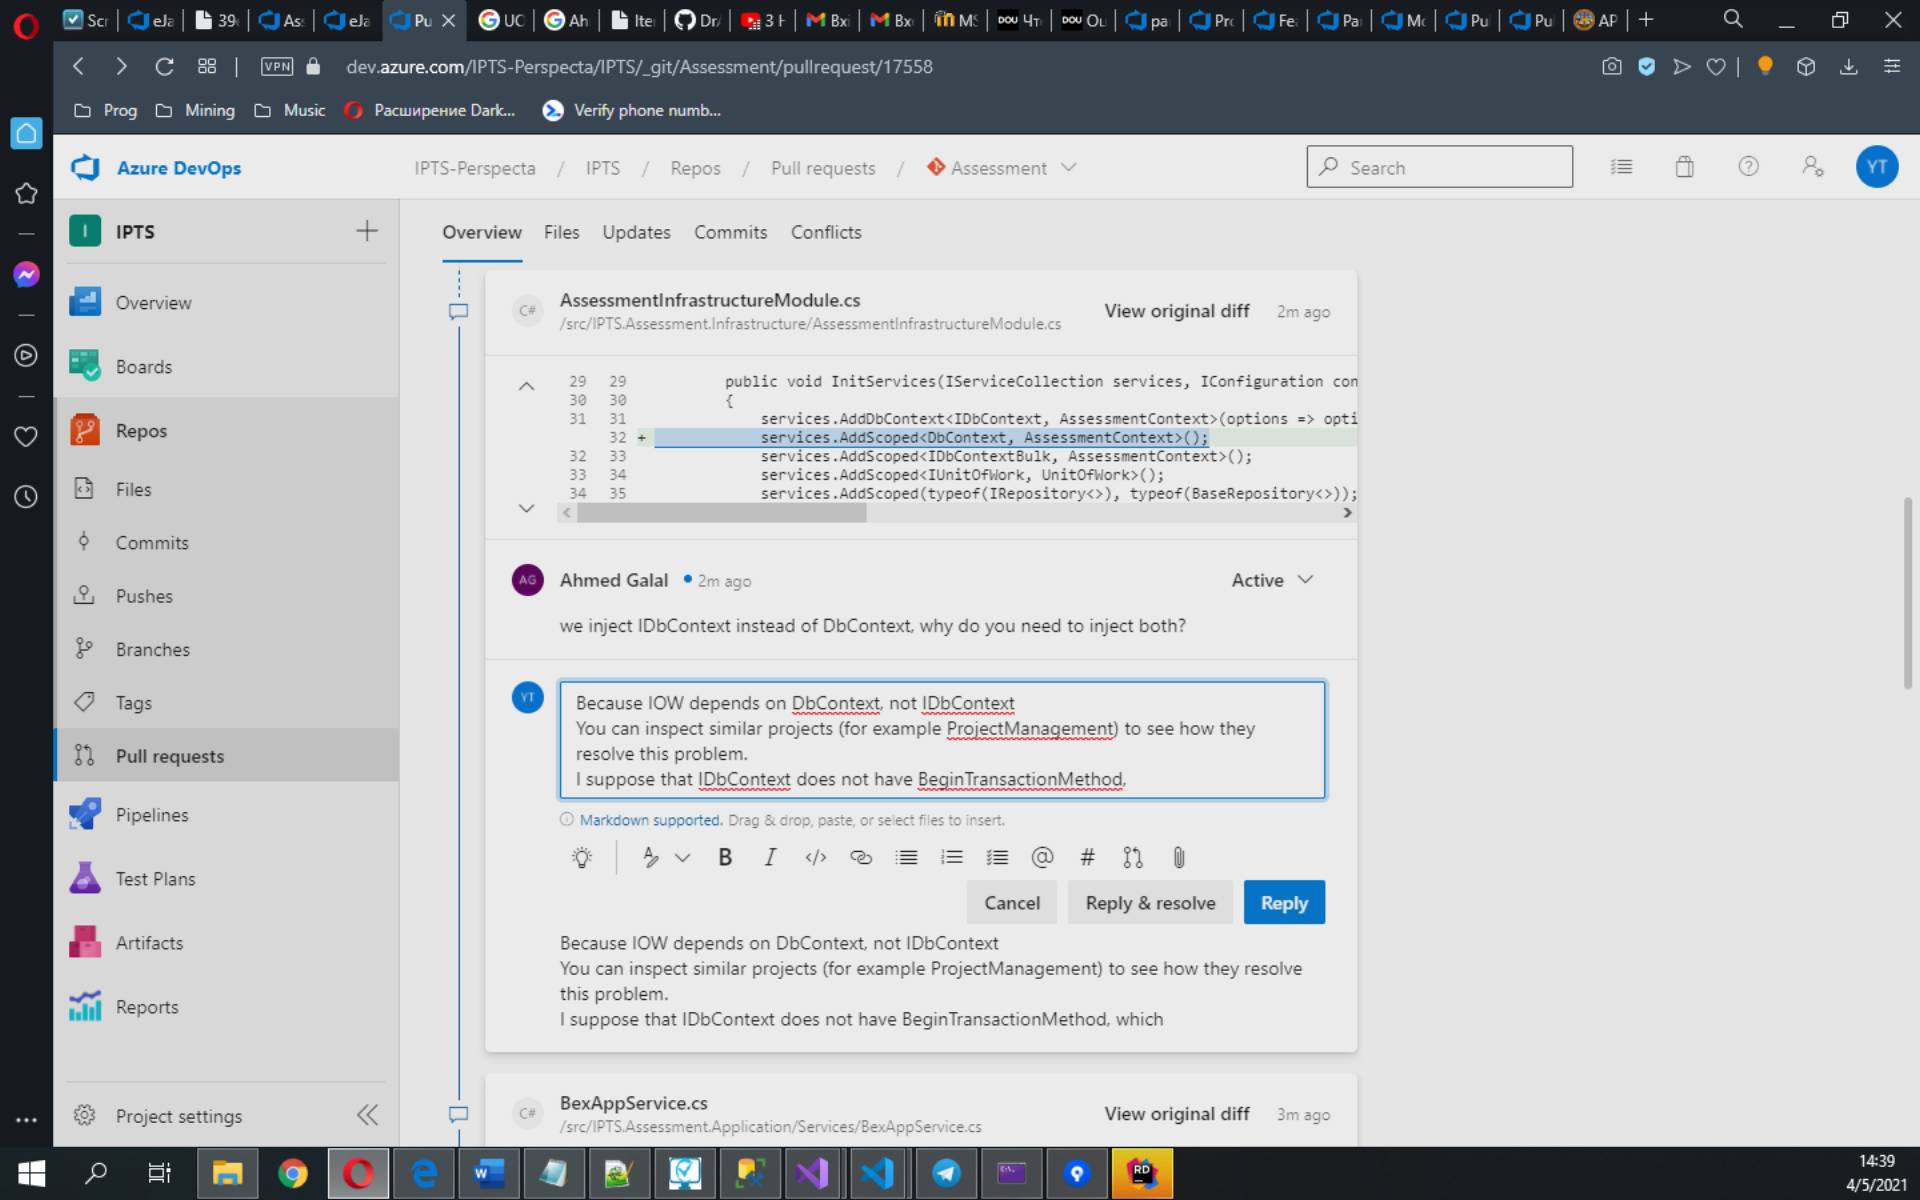 Scr
eJa
39
Ass
eJa
Pu
UC
Ah
Iter
Dr
3 H
Bxi
Bxi
MS
DOU Чт
DOU Ou
pa
Pro
Fea
Pa
Mc
Pu
Pu
AP
VPN
dev.azure.com/IPTS-Perspecta/IPTS/_git/Assessment/pullrequest/17558
Prog
Mining
Music
Расширение Dark...
Verify phone numb...
Azure DevOps
IPTS-Perspecta / IPTS / Repos / Pull requests / Assessment
Search
YT
I IPTS
Overview
Boards
Repos
Files
Commits
Pushes
Branches
Tags
Pull requests
Pipelines
Test Plans
Artifacts
Reports
Project settings
Overview Files Updates Commits Conflicts
C# AssessmentInfrastructureModule.cs
/src/IPTS.Assessment.Infrastructure/AssessmentInfrastructureModule.cs
View original diff 2m ago
29 29 public void InitServices(IServiceCollection services, IConfiguration con
30 30 {
31 31 services.AddDbContext<IDbContext, AssessmentContext>(options => opti
32 + services.AddScoped<DbContext, AssessmentContext>();
32 33 services.AddScoped<IDbContextBulk, AssessmentContext>();
33 34 services.AddScoped<IUnitOfWork, UnitOfWork>();
34 35 services.AddScoped(typeof(IRepository<>), typeof(BaseRepository<>));
AG Ahmed Galal 2m ago Active
we inject IDbContext instead of DbContext, why do you need to inject both?
YT Because IOW depends on DbContext, not IDbContext
You can inspect similar projects (for example ProjectManagement) to see how they
resolve this problem.
I suppose that IDbContext does not have BeginTransactionMethod,
Markdown supported. Drag & drop, paste, or select files to insert.
B I </> @ #
Cancel Reply & resolve Reply
Because IOW depends on DbContext, not IDbContext
You can inspect similar projects (for example ProjectManagement) to see how they resolve
this problem.
I suppose that IDbContext does not have BeginTransactionMethod, which
C# BexAppService.cs
/src/IPTS.Assessment.Application/Services/BexAppService.cs
View original diff 3m ago
RD
14:39
4/5/2021